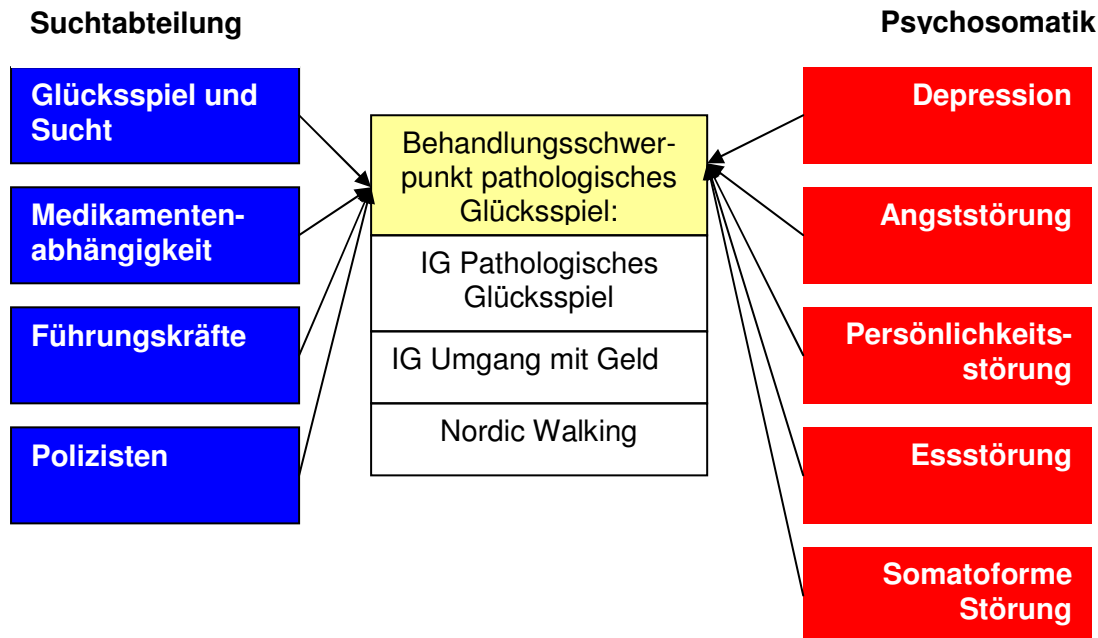 Suchtabteilung
Glücksspiel und
Sucht
Medikamenten-
abhängigkeit
Führungskräfte
Polizisten
Behandlungsschwer-
punkt pathologisches
Glücksspiel:
IG Pathologisches
Glücksspiel
IG Umgang mit Geld
Nordic Walking
Psychosomatik
Depression
Angststörung
Persönlichkeits-
störung
Essstörung
Somatoforme
Störung